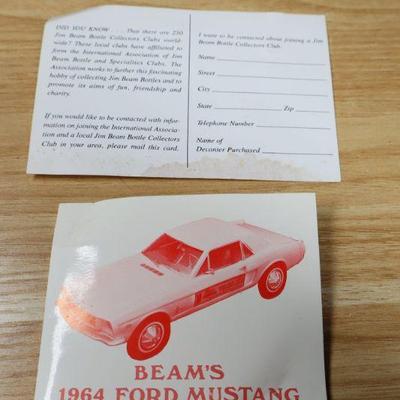 DID YOU KNOW . . . That there are 250
Jim Beam Bottle Collectors Clubs world-
wide? These local clubs have affiliated to
form the International Association of Jim
Beam Bottle and Specialties Clubs. The
Association works to further this fascinating
hobby of collecting Jim Beam Bottles and to
promote its aims of fun, friendship and
charity.
If you would like to be contacted with infor-
mation on joining the International Associa-
tion and a local Jim Beam Bottle Collectors
Club in your area, please mail this card.
I want to be contacted about joining a Jim
Beam Bottle Collectors Club.
Name
Street
City
State Zip
Telephone Number
Name of
Decanter Purchased
BEAM'S
1964 FORD MUSTANG